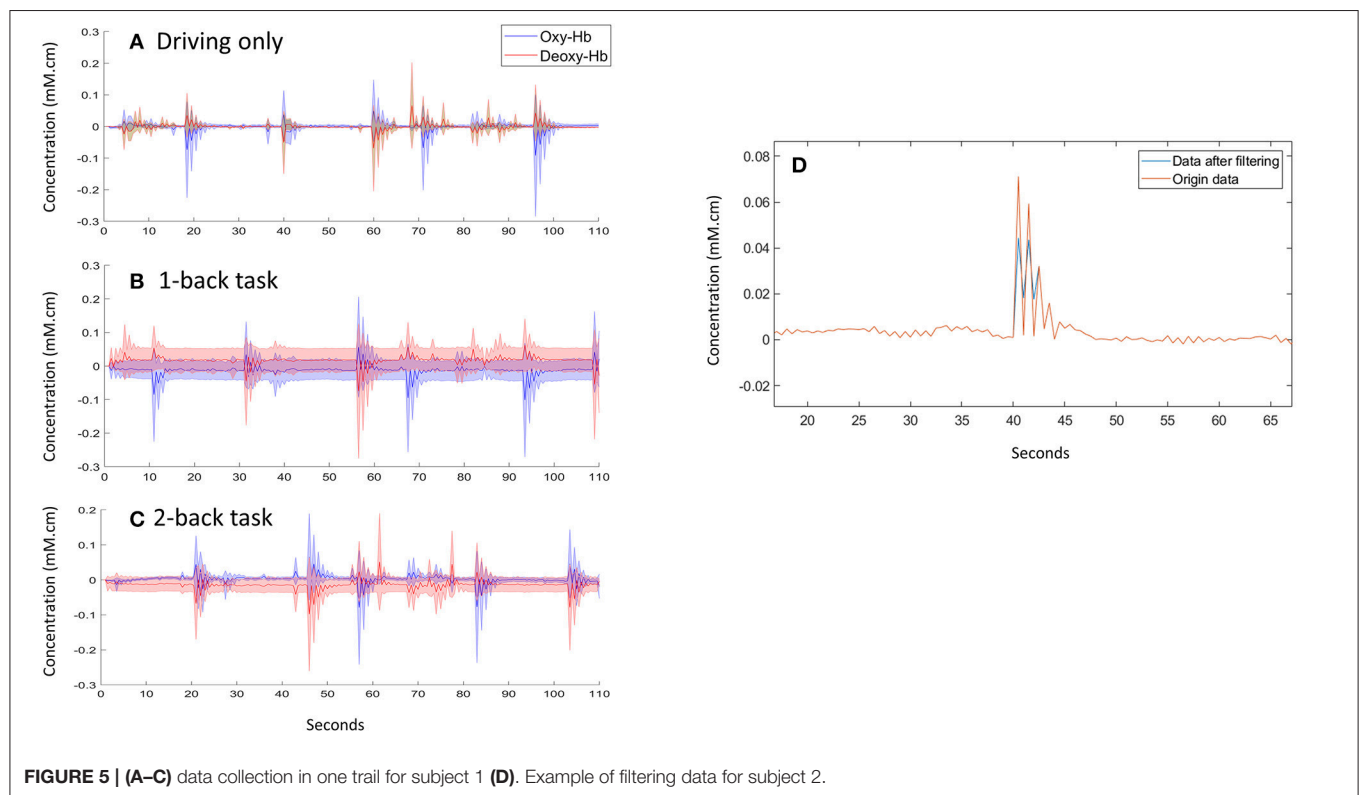 A Driving only
Oxy-Hb
Deoxy-Hb
Concentration (mM.cm)
0.3
0.2
0.1
0
-0.1
-0.2
-0.3
0 10 20 30 40 50 60 70 80 90 100 110
B 1-back task
Concentration (mM.cm)
0.3
0.2
0.1
0
-0.1
-0.2
-0.3
0 10 20 30 40 50 60 70 80 90 100 110
C 2-back task
Concentration (mM.cm)
0.2
0.1
0
-0.1
-0.2
-0.3
0 10 20 30 40 50 60 70 80 90 100 110
Seconds
D
Data after filtering
Origin data
Concentration (mM.cm)
0.08
0.06
0.04
0.02
0
-0.02
20 25 30 35 40 45 50 55 60 65
Seconds
FIGURE 5 | (A–C) data collection in one trail for subject 1 (D). Example of filtering data for subject 2.